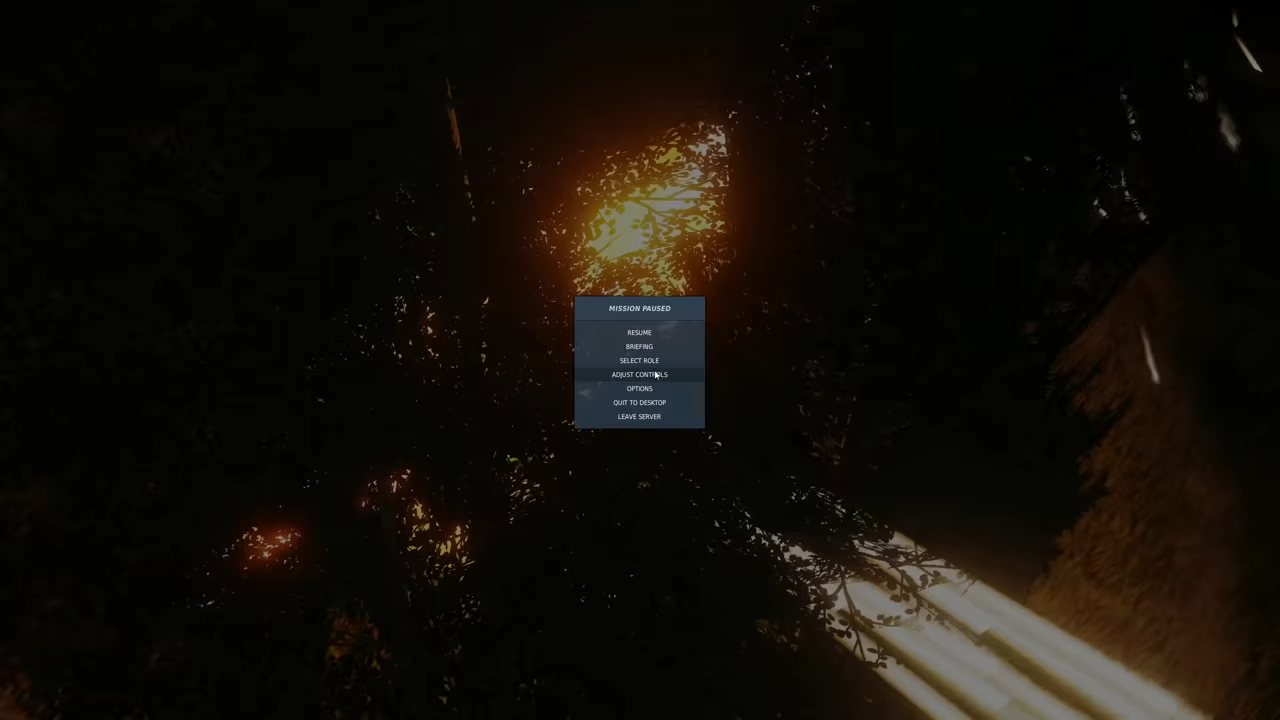 MISSION PAUSED
RESUME
BRIEFING
SELECT ROLE
ADJUST CONTROLS
OPTIONS
QUIT TO DESKTOP
LEAVE SERVER